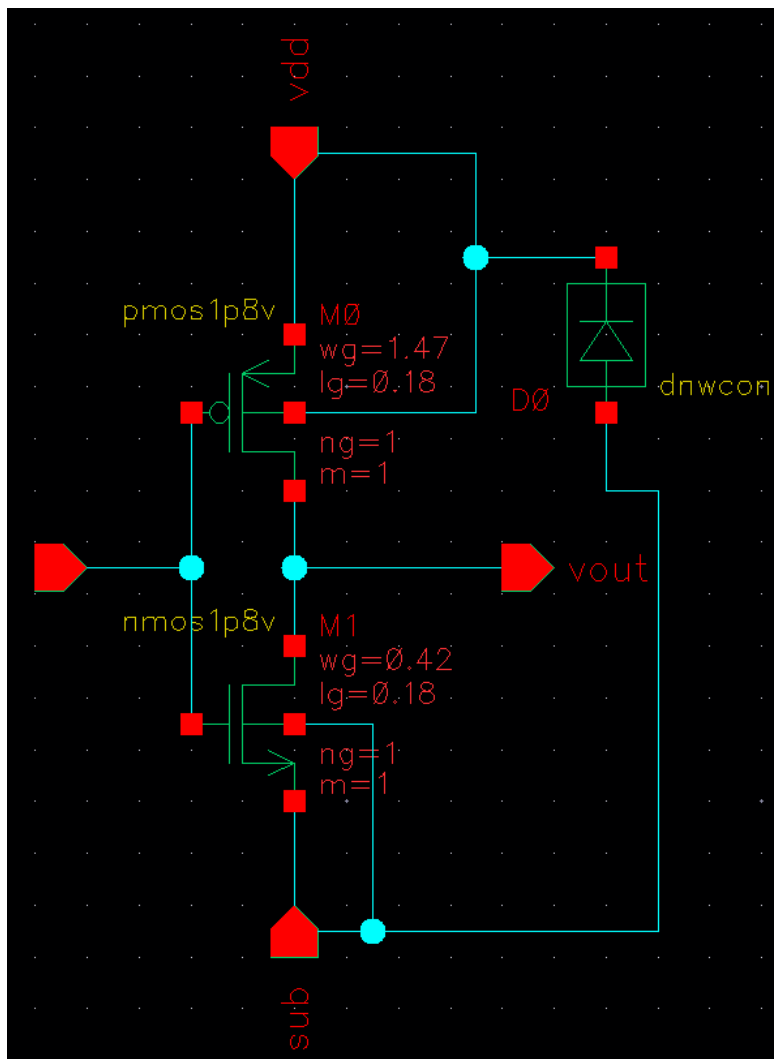 vdd
pmos1p8v
M0
wg=1.47
lg=0.18
D0
dnwcon
ng=1
m=1
vout
nmos1p8v
M1
wg=0.42
lg=0.18
ng=1
m=1
sub